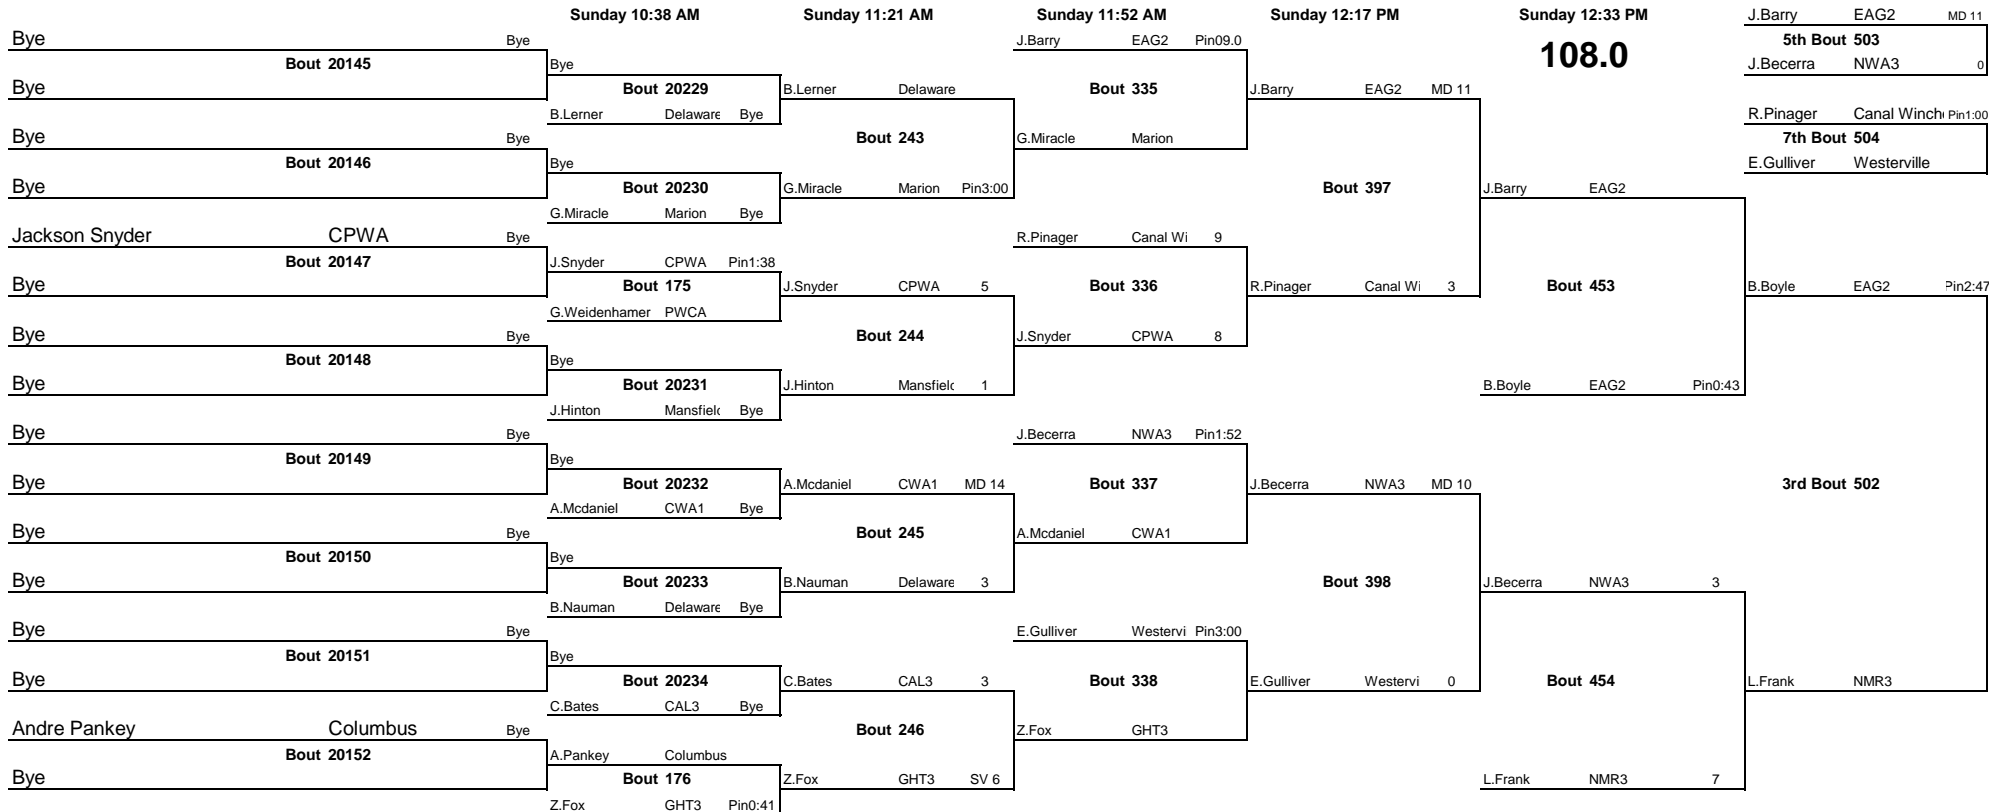 Sunday 10:38 AM Sunday 11:21 AM Sunday 11:52 AM Sunday 12:17 PM Sunday 12:33 PM J.Barry EAG2 MD 11
Bye Bye J.Barry EAG2 Pin09.0 108.0 5th Bout 503
Bout 20145 Bye J.Becerra NWA3 0
Bye Bout 20229 B.Lerner Delaware Bout 335 J.Barry EAG2 MD 11
B.Lerner Delaware Bye R.Pinager Canal Winch Pin1:00
Bye Bye Bout 243 G.Miracle Marion 7th Bout 504
Bout 20146 Bye E.Gulliver Westerville
Bye Bout 20230 G.Miracle Marion Pin3:00 Bout 397 J.Barry EAG2
G.Miracle Marion Bye
Jackson Snyder CPWA Bye R.Pinager Canal Wi 9
Bout 20147 J.Snyder CPWA Pin1:38
Bye Bout 175 J.Snyder CPWA 5 Bout 336 R.Pinager Canal Wi 3 Bout 453 B.Boyle EAG2 Pin2:47
G.Weidenhamer PWCA
Bye Bye Bout 244 J.Snyder CPWA 8
Bout 20148 Bye
Bye Bout 20231 J.Hinton Mansfield 1 B.Boyle EAG2 Pin0:43
J.Hinton Mansfield Bye
Bye Bye J.Becerra NWA3 Pin1:52
Bout 20149 Bye
Bye Bout 20232 A.Mcdaniel CWA1 MD 14 Bout 337 J.Becerra NWA3 MD 10 3rd Bout 502
A.Mcdaniel CWA1 Bye
Bye Bye Bout 245 A.Mcdaniel CWA1
Bout 20150 Bye
Bye Bout 20233 B.Nauman Delaware 3 Bout 398 J.Becerra NWA3 3
B.Nauman Delaware Bye
Bye Bye E.Gulliver Westervi Pin3:00
Bout 20151 Bye
Bye Bout 20234 C.Bates CAL3 3 Bout 338 E.Gulliver Westervi 0 Bout 454 L.Frank NMR3
C.Bates CAL3 Bye
Andre Pankey Columbus Bye Bout 246 Z.Fox GHT3
Bout 20152 A.Pankey Columbus
Bye Bout 176 Z.Fox GHT3 SV 6 L.Frank NMR3 7
Z.Fox GHT3 Pin0:41